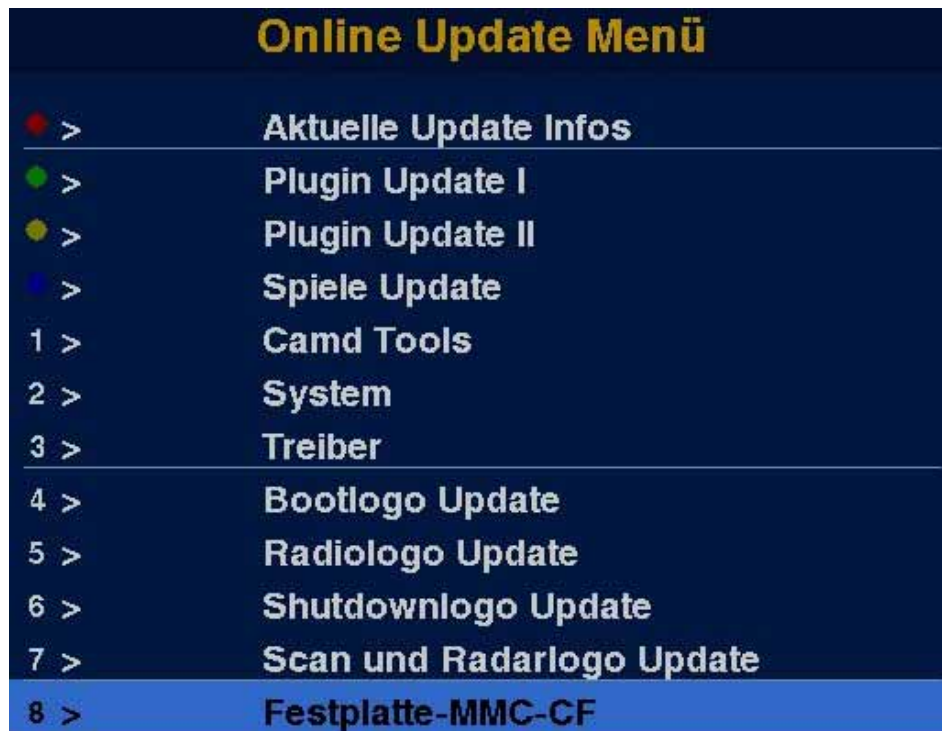 Online Update Menü
> Aktuelle Update Infos
> Plugin Update I
> Plugin Update II
> Spiele Update
1 > Camd Tools
2 > System
3 > Treiber
4 > Bootlogo Update
5 > Radiologo Update
6 > Shutdownlogo Update
7 > Scan und Radarlogo Update
8 > Festplatte-MMC-CF